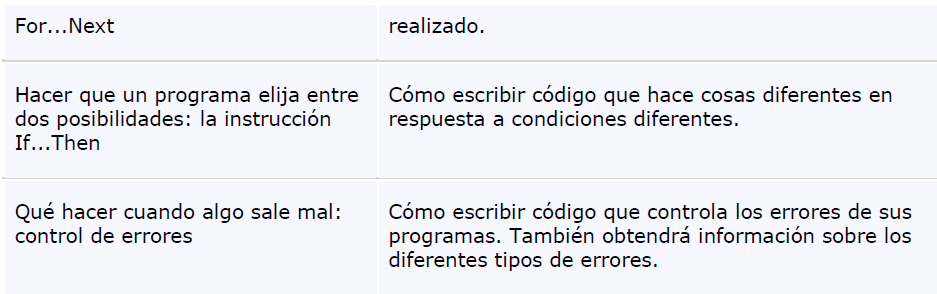 For...Next
realizado.
Hacer que un programa elija entre
dos posibilidades: la instrucción
If...Then
Cómo escribir código que hace cosas diferentes en
respuesta a condiciones diferentes.
Qué hacer cuando algo sale mal:
control de errores
Cómo escribir código que controla los errores de sus
programas. También obtendrá información sobre los
diferentes tipos de errores.